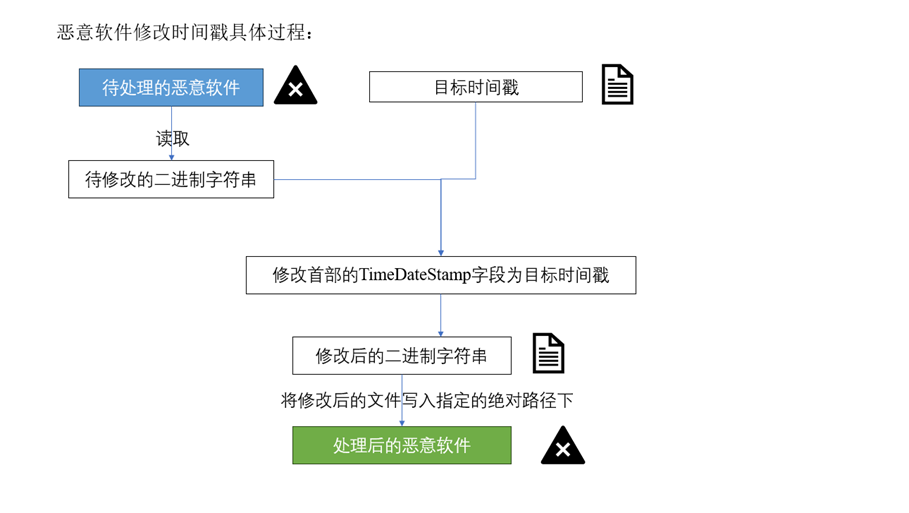 恶意软件修改时间戳具体过程：
待处理的恶意软件
目标时间戳
读取
待修改的二进制字符串
修改首部的TimeDateStamp字段为目标时间戳
修改后的二进制字符串
将修改后的文件写入指定的绝对路径下
处理后的恶意软件